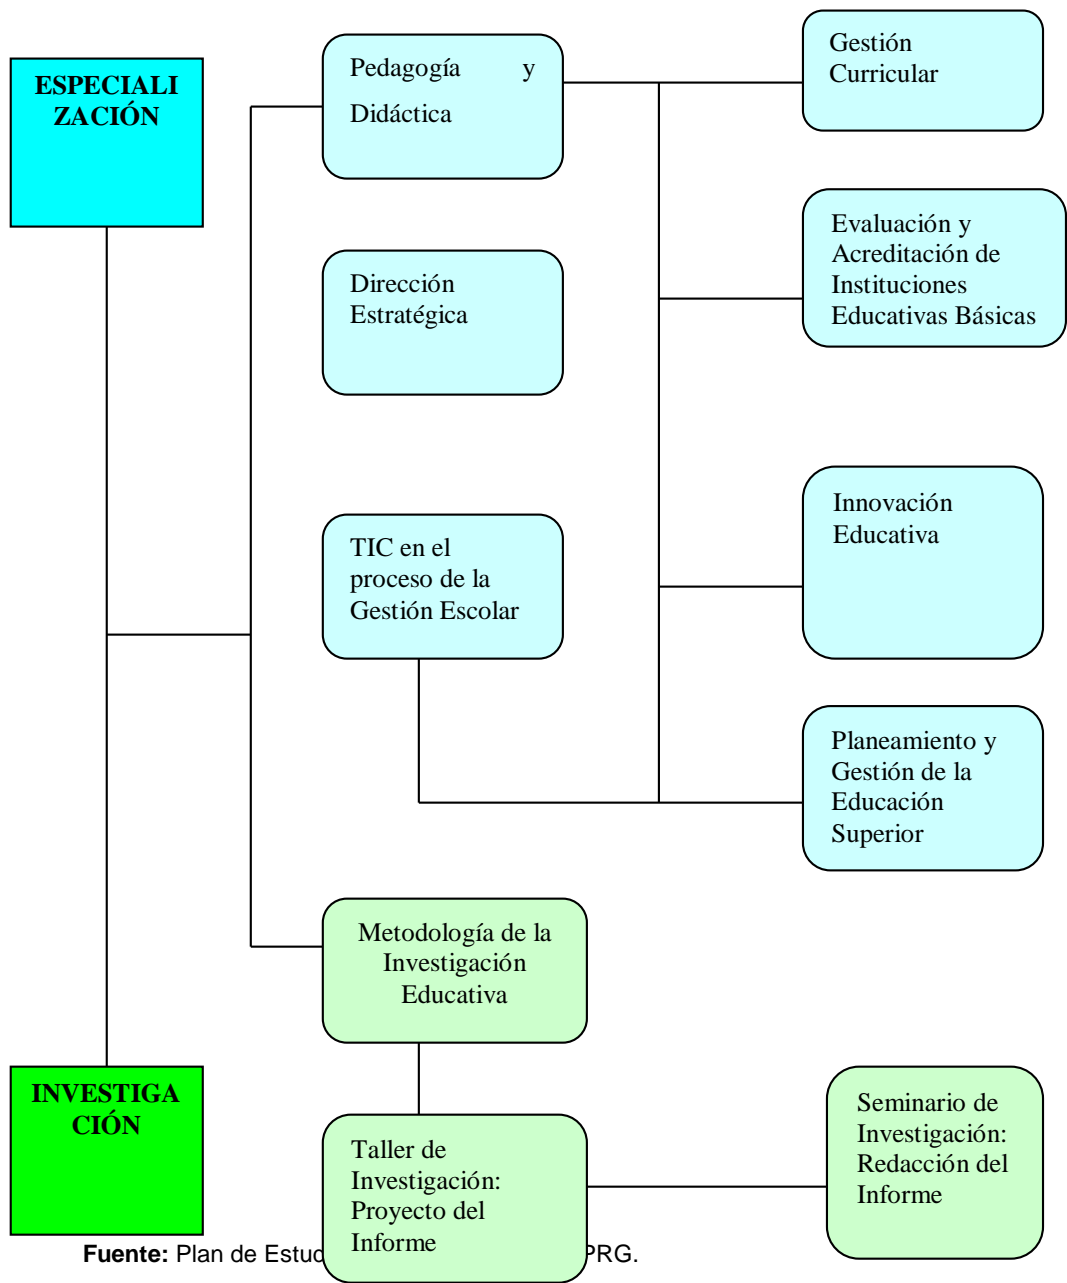 ESPECIALI
ZACIÓN
Pedagogía y
Didáctica
Gestión
Curricular
Evaluación y
Acreditación de
Instituciones
Educativas Básicas
Dirección
Estratégica
Innovación
Educativa
TIC en el
proceso de la
Gestión Escolar
Planeamiento y
Gestión de la
Educación
Superior
Metodología de la
Investigación
Educativa
INVESTIGA
CIÓN
Taller de
Investigación:
Proyecto del
Informe
Seminario de
Investigación:
Redacción del
Informe
Fuente: Plan de Estud PRG.